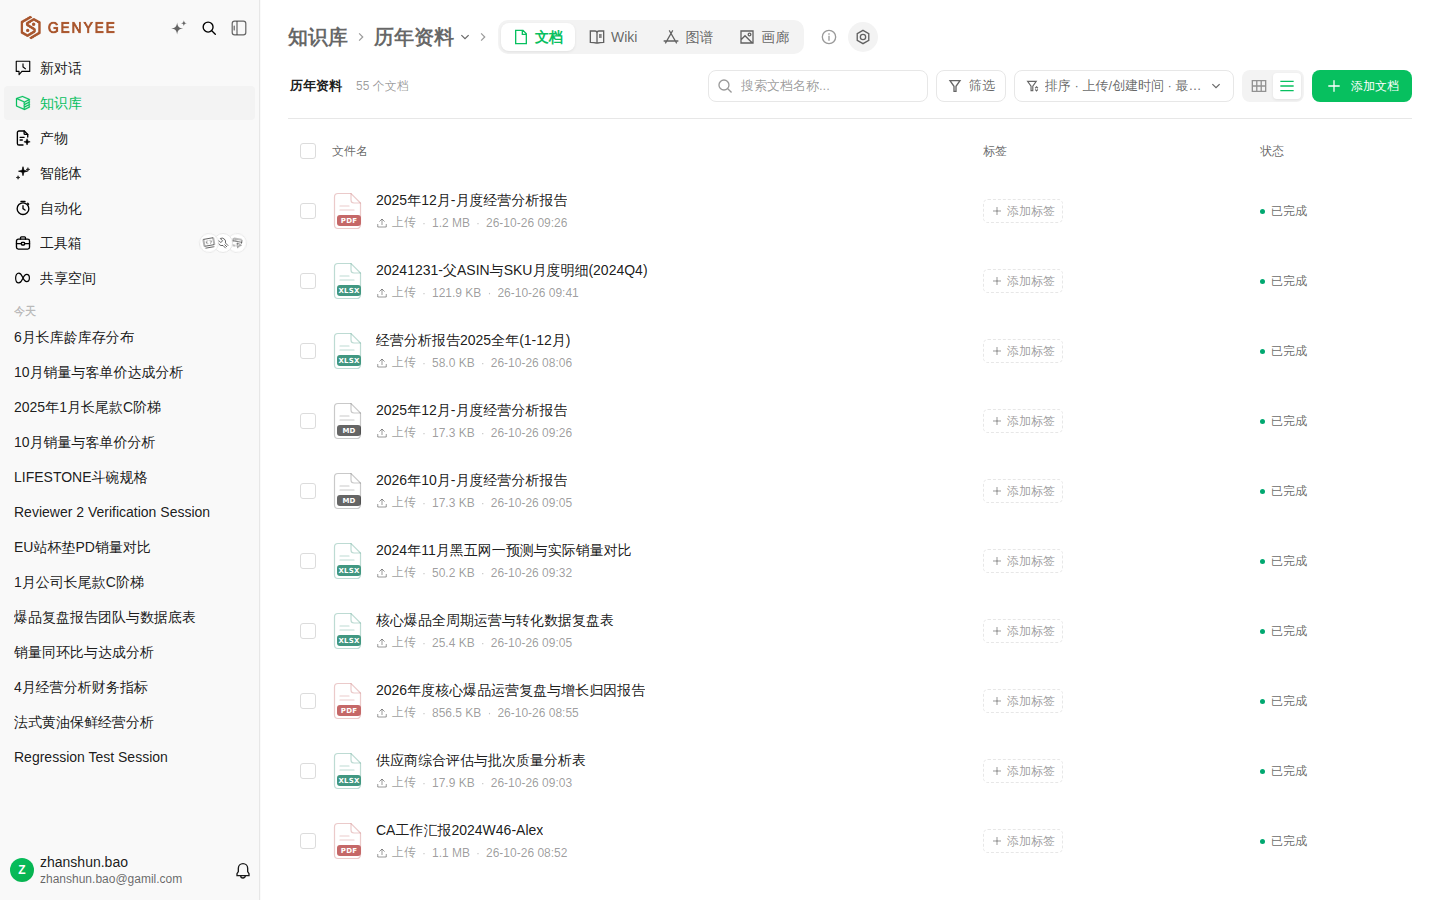 GENYEE
新对话
知识库
产物
智能体
自动化
工具箱
共享空间
今天
6月长库龄库存分布
10月销量与客单价达成分析
2025年1月长尾款C阶梯
10月销量与客单价分析
LIFESTONE斗碗规格
Reviewer 2 Verification Session
EU站杯垫PD销量对比
1月公司长尾款C阶梯
爆品复盘报告团队与数据底表
销量同环比与达成分析
4月经营分析财务指标
法式黄油保鲜经营分析
Regression Test Session
Z
zhanshun.bao
zhanshun.bao@gamil.com
知识库 > 历年资料 > 文档 Wiki 图谱 画廊
历年资料 55 个文档 搜索文档名称... 筛选 排序 · 上传/创建时间 · 最... 添加文档
文件名 标签 状态
PDF 2025年12月-月度经营分析报告
上传 · 1.2 MB · 26-10-26 09:26 + 添加标签 已完成
XLSX 20241231-父ASIN与SKU月度明细(2024Q4)
上传 · 121.9 KB · 26-10-26 09:41 + 添加标签 已完成
XLSX 经营分析报告2025全年(1-12月)
上传 · 58.0 KB · 26-10-26 08:06 + 添加标签 已完成
MD 2025年12月-月度经营分析报告
上传 · 17.3 KB · 26-10-26 09:26 + 添加标签 已完成
MD 2026年10月-月度经营分析报告
上传 · 17.3 KB · 26-10-26 09:05 + 添加标签 已完成
XLSX 2024年11月黑五网一预测与实际销量对比
上传 · 50.2 KB · 26-10-26 09:32 + 添加标签 已完成
XLSX 核心爆品全周期运营与转化数据复盘表
上传 · 25.4 KB · 26-10-26 09:05 + 添加标签 已完成
PDF 2026年度核心爆品运营复盘与增长归因报告
上传 · 856.5 KB · 26-10-26 08:55 + 添加标签 已完成
XLSX 供应商综合评估与批次质量分析表
上传 · 17.9 KB · 26-10-26 09:03 + 添加标签 已完成
PDF CA工作汇报2024W46-Alex
上传 · 1.1 MB · 26-10-26 08:52 + 添加标签 已完成